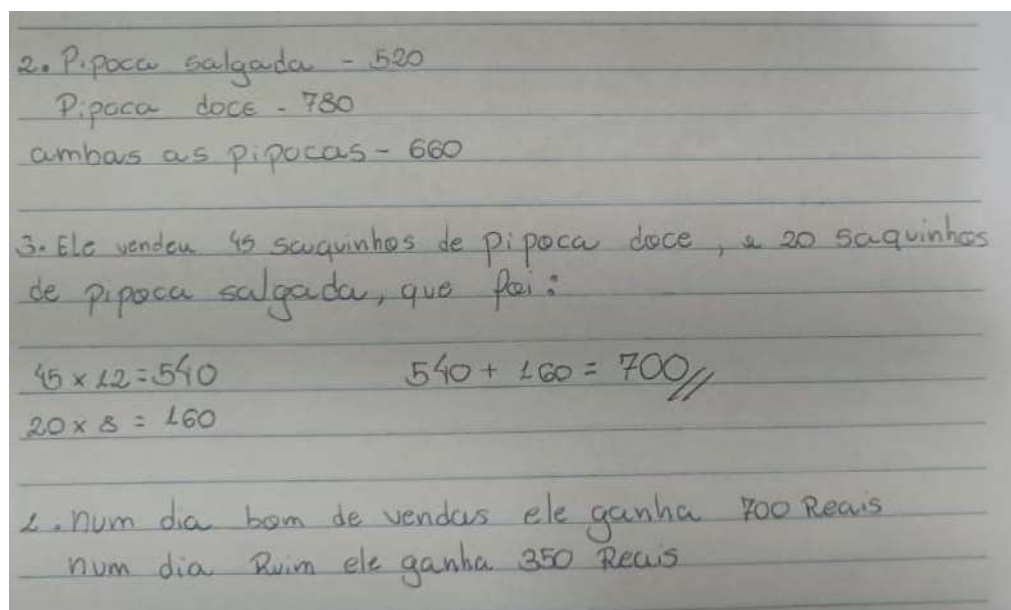 2. Pipoca salgada - 520
Pipoca doce - 780
ambas as pipocas - 660
3. Ele vendeu 45 saquinhos de pipoca doce, e 20 saquinhos
de pipoca salgada, que foi:
45 x 12 = 540 540 + 160 = 700
20 x 8 = 160
1. num dia bom de vendas ele ganha 700 Reais
num dia Ruim ele ganha 350 Reais